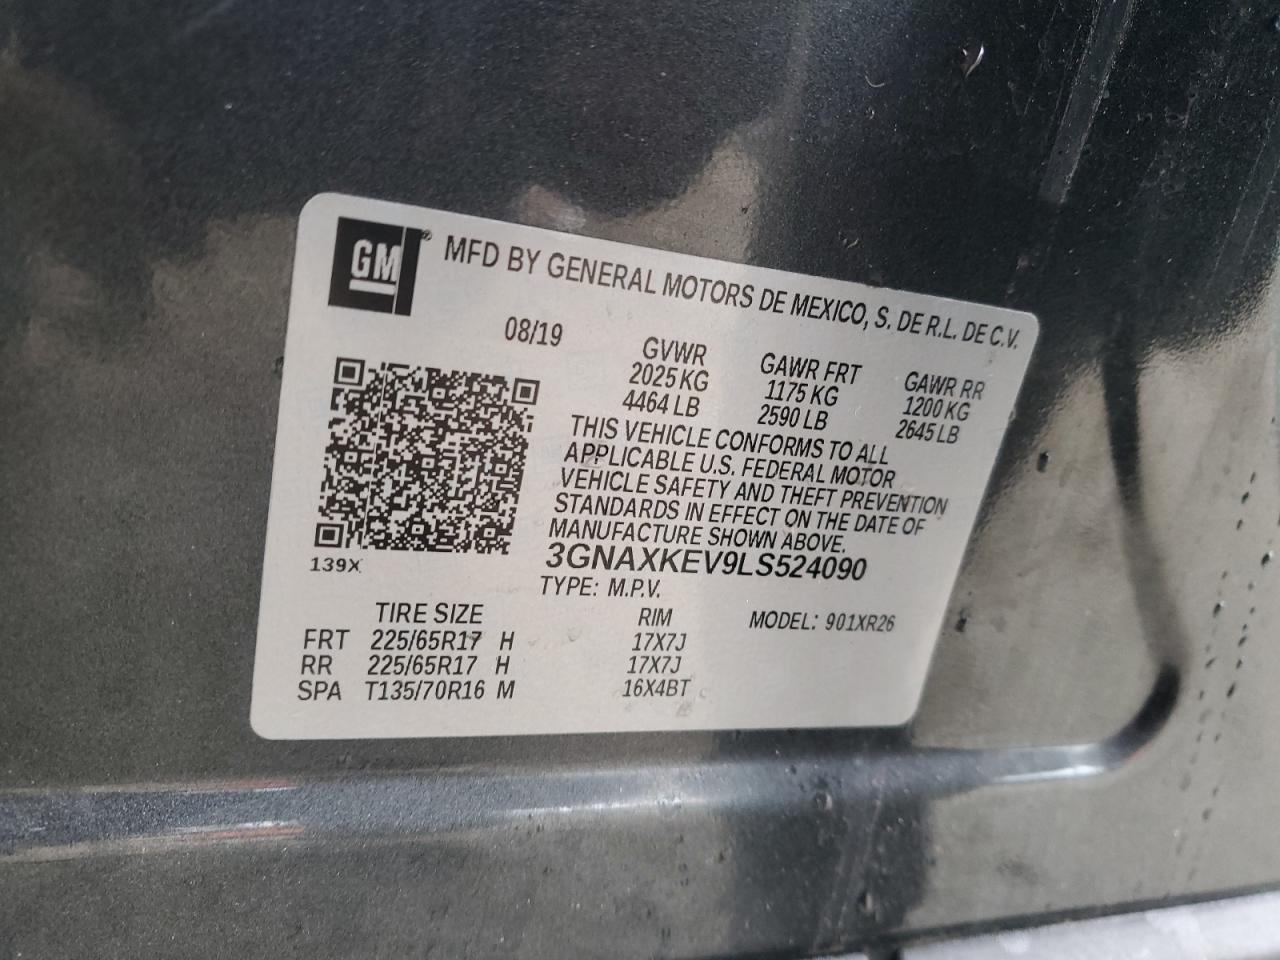 GM® MFD BY GENERAL MOTORS DE MEXICO, S. DE R.L. DE C.V.
08/19
GVWR GAWR FRT GAWR RR
2025 KG 1175 KG 1200 KG
4464 LB 2590 LB 2645 LB
THIS VEHICLE CONFORMS TO ALL
APPLICABLE U.S. FEDERAL MOTOR
VEHICLE SAFETY AND THEFT PREVENTION
STANDARDS IN EFFECT ON THE DATE OF
MANUFACTURE SHOWN ABOVE.
139X
3GNAXKEV9LS524090
TYPE: M.P.V.
TIRE SIZE RIM MODEL: 901XR26
FRT 225/65R17 H 17X7J
RR 225/65R17 H 17X7J
SPA T135/70R16 M 16X4BT